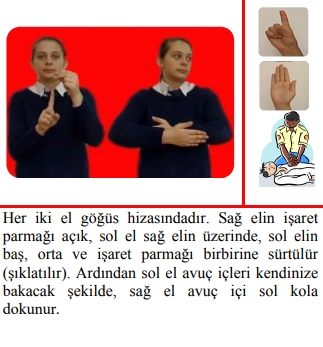 Her iki el göğüs hizasındadır. Sağ elin işaret
parmağı açık, sol el sağ elin üzerinde, sol elin
baş, orta ve işaret parmağı birbirine sürtülür
(şıklatılır). Ardından sol el avuç içleri kendinize
bakacak şekilde, sağ el avuç içi sol kola
dokunur.